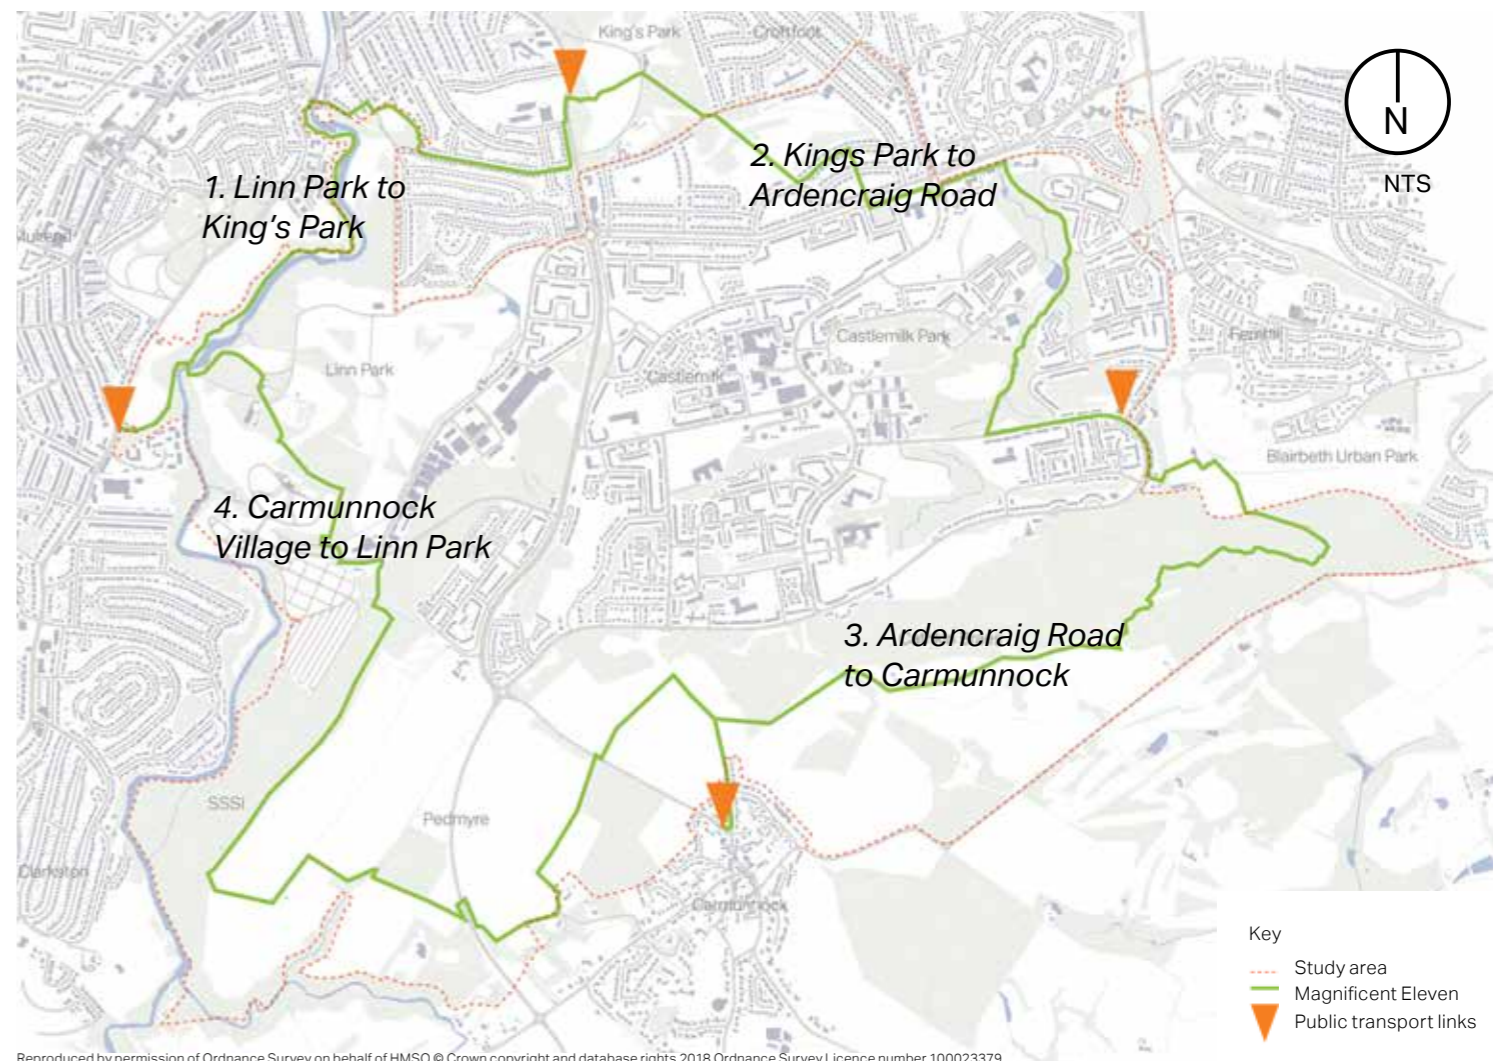 King's Park
Croftfoot
N
NTS
2. Kings Park to
Ardencraig Road
1. Linn Park to
King's Park
Muirend
Castlemilk Park
Fernhill
Linn Park
Castlemilk
Blairbeth Urban Park
4. Carmunnock
Village to Linn Park
3. Ardencraig Road
to Carmunnock
SSSI
Pedmyre
Clarkston
Carmunnock
Key
Study area
Magnificent Eleven
Public transport links
Reproduced by permission of Ordnance Survey on behalf of HMSO © Crown copyright and database rights 2018 Ordnance Survey Licence number 100023379